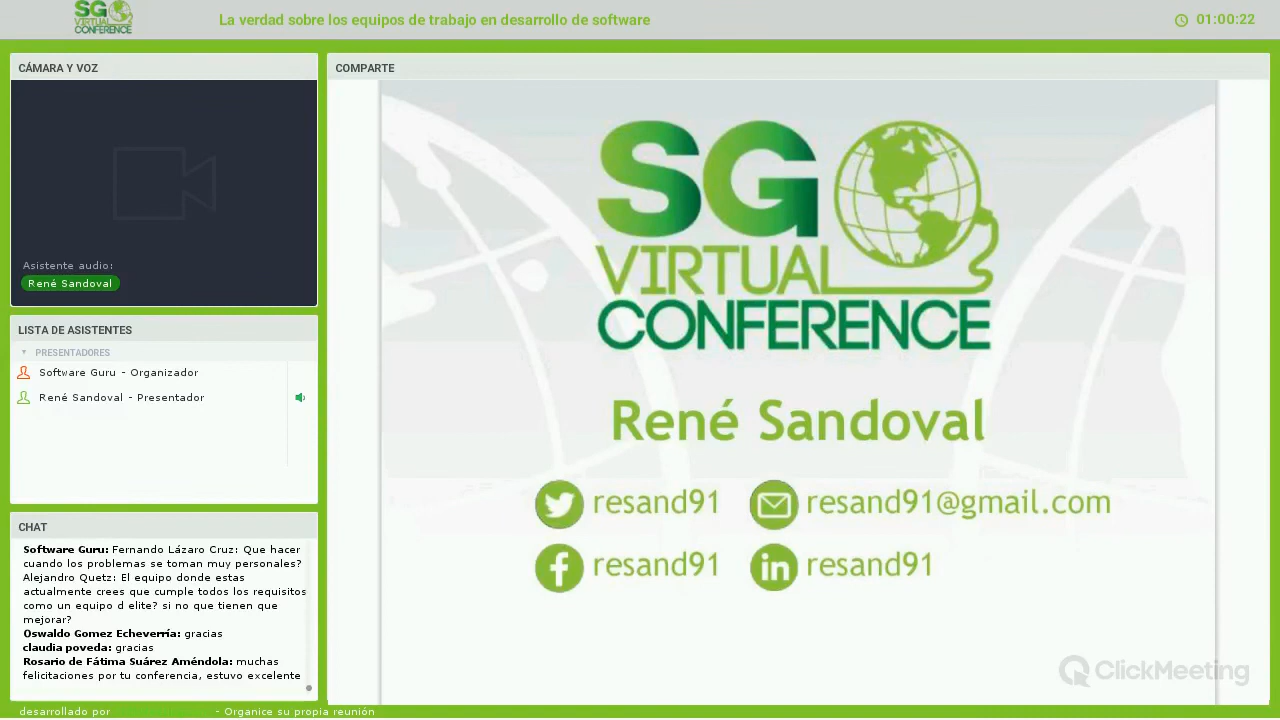 SG
VIRTUAL
CONFERENCE
La verdad sobre los equipos de trabajo en desarrollo de software
01:00:22
CÁMARA Y VOZ
Asistente audio:
René Sandoval
LISTA DE ASISTENTES
PRESENTADORES
Software Guru - Organizador
René Sandoval - Presentador
CHAT
Software Guru: Fernando Lázaro Cruz: Que hacer
cuando los problemas se toman muy personales?
Alejandro Quetz: El equipo donde estas
actualmente crees que cumple todos los requisitos
como un equipo d elite? si no que tienen que
mejorar?
Oswaldo Gomez Echeverría: gracias
claudia poveda: gracias
Rosario de Fátima Suárez Améndola: muchas
felicitaciones por tu conferencia, estuvo excelente
COMPARTE
SG
VIRTUAL
CONFERENCE
René Sandoval
resand91
resand91@gmail.com
resand91
resand91
ClickMeeting
desarrollado por - Organice su propia reunión